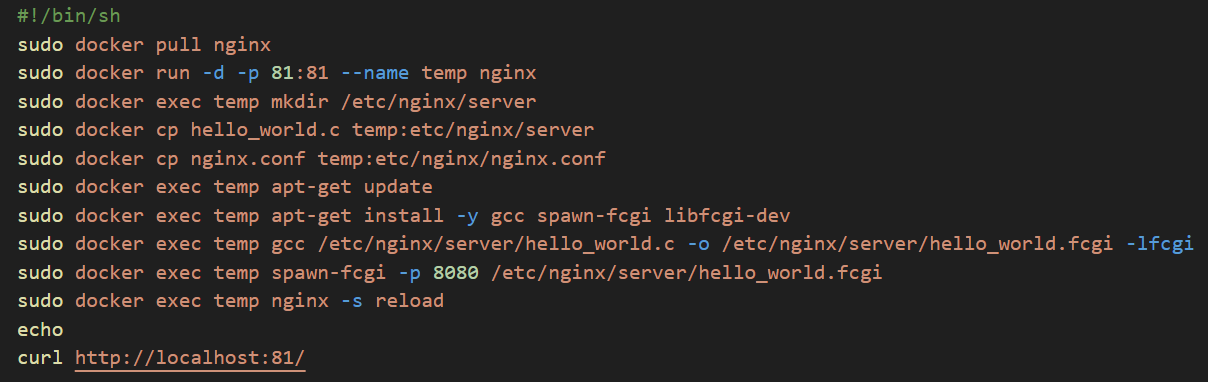 #!/bin/sh
sudo docker pull nginx
sudo docker run -d -p 81:81 --name temp nginx
sudo docker exec temp mkdir /etc/nginx/server
sudo docker cp hello_world.c temp:etc/nginx/server
sudo docker cp nginx.conf temp:etc/nginx/nginx.conf
sudo docker exec temp apt-get update
sudo docker exec temp apt-get install -y gcc spawn-fcgi libfcgi-dev
sudo docker exec temp gcc /etc/nginx/server/hello_world.c -o /etc/nginx/server/hello_world.fcgi -lfcgi
sudo docker exec temp spawn-fcgi -p 8080 /etc/nginx/server/hello_world.fcgi
sudo docker exec temp nginx -s reload
echo
curl http://localhost:81/